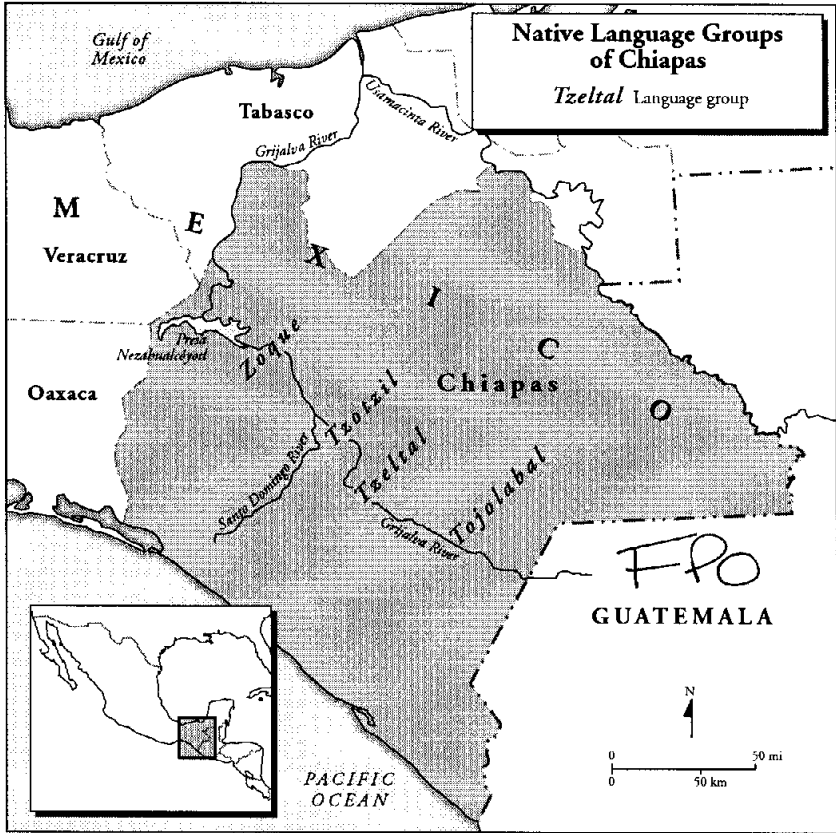 Native Language Groups
of Chiapas
Tzeltal Language group
Gulf of
Mexico
Tabasco
Usamacinta River
Grijalva River
MEXICO
Veracruz
Presa
Nezahualcóyotl
Zoque
Oaxaca
Chiapas
Tzotzil
Tzeltal
Tojolabal
Santo Domingo River
Grijalva River
FPO
GUATEMALA
N
0 50 mi
0 50 km
PACIFIC
OCEAN